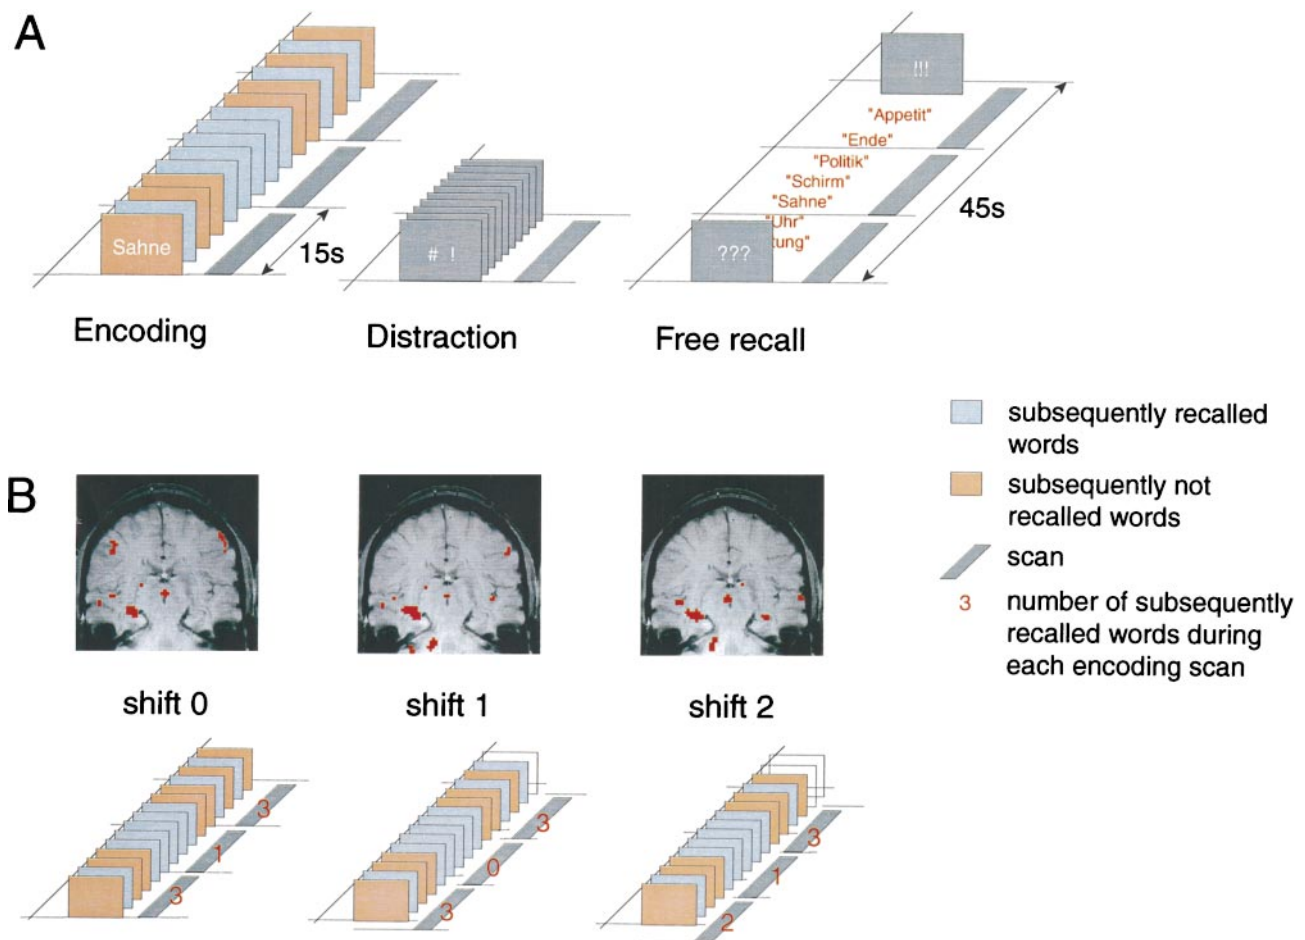 A
Sahne
15s
Encoding
# !
Distraction
!!!
"Appetit"
"Ende"
"Politik"
"Schirm"
"Sahne"
"Uhr"
tung"
???
45s
Free recall
subsequently recalled
words
subsequently not
recalled words
scan
3 number of subsequently
recalled words during
each encoding scan
B
shift 0
shift 1
shift 2
3
1
3
3
0
3
3
1
2